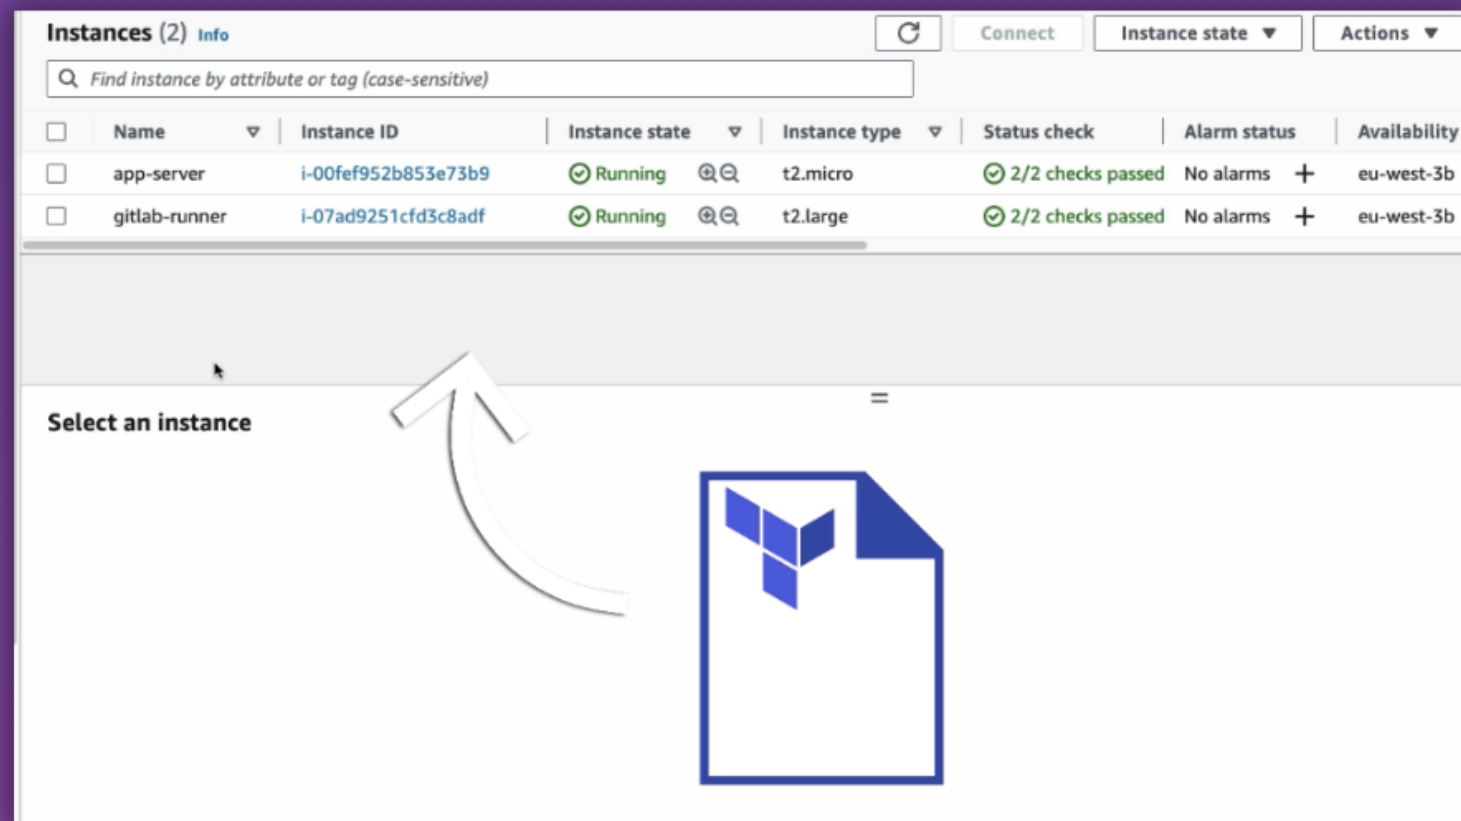 Instances (2) Info Connect Instance state Actions
Find instance by attribute or tag (case-sensitive)
Name Instance ID Instance state Instance type Status check Alarm status Availability
app-server i-00fef952b853e73b9 Running t2.micro 2/2 checks passed No alarms + eu-west-3b
gitlab-runner i-07ad9251cfd3c8adf Running t2.large 2/2 checks passed No alarms + eu-west-3b
Select an instance